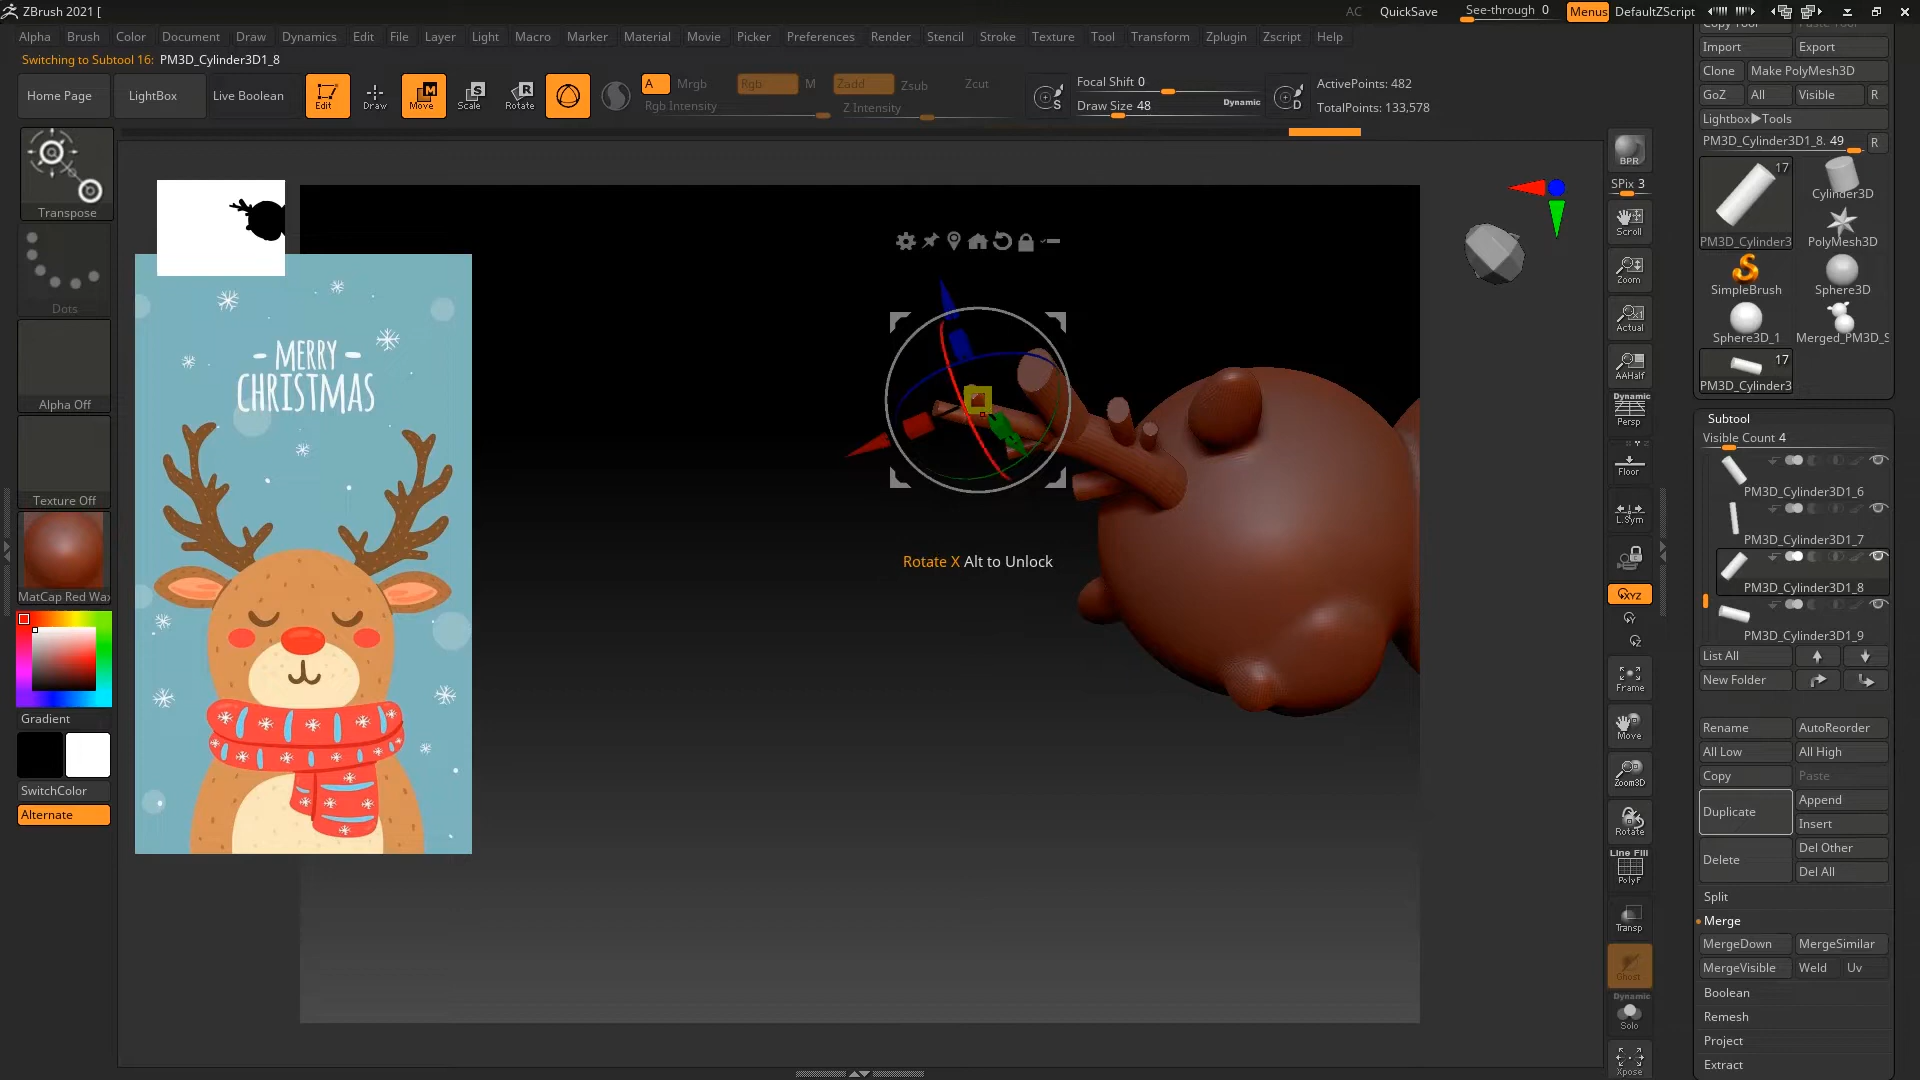 ZBrush 2021 [
AC QuickSave See-through 0 Menus DefaultZScript
Alpha Brush Color Document Draw Dynamics Edit File Layer Light Macro Marker Material Movie Picker Preferences Render Stencil Stroke Texture Tool Transform Zplugin Zscript Help
Switching to Subtool 16: PM3D_Cylinder3D1_8
Home Page LightBox Live Boolean Edit Draw Move Scale Rotate
A Mrgb Rgb M Zadd Zsub Zcut
Rgb Intensity Z Intensity
Focal Shift 0
Draw Size 48 Dynamic
S D
ActivePoints: 482
TotalPoints: 133,578
Transpose
Dots
Alpha Off
Texture Off
MatCap Red Wax
Gradient
SwitchColor
Alternate
- MERRY -
CHRISTMAS
Rotate X Alt to Unlock
BPR
SPix 3
Scroll
Zoom
Actual
AAHalf
Dynamic
Persp
Floor
L.Sym
XYZ
Y
Z
Frame
Move
Zoom3D
Rotate
Line Fill
PolyF
Transp
Ghost
Dynamic
Solo
Xpose
Copy Tool Paste Tool
Import Export
Clone Make PolyMesh3D
GoZ All Visible R
Lightbox▶Tools
PM3D_Cylinder3D1_8. 49 R
17
PM3D_Cylinder3 Cylinder3D
PolyMesh3D
SimpleBrush Sphere3D
Sphere3D_1 Merged_PM3D_S
17
PM3D_Cylinder3
Subtool
Visible Count 4
PM3D_Cylinder3D1_6
PM3D_Cylinder3D1_7
PM3D_Cylinder3D1_8
PM3D_Cylinder3D1_9
List All
New Folder
Rename AutoReorder
All Low All High
Copy Paste
Duplicate Append
Insert
Delete Del Other
Del All
Split
Merge
MergeDown MergeSimilar
MergeVisible Weld Uv
Boolean
Remesh
Project
Extract